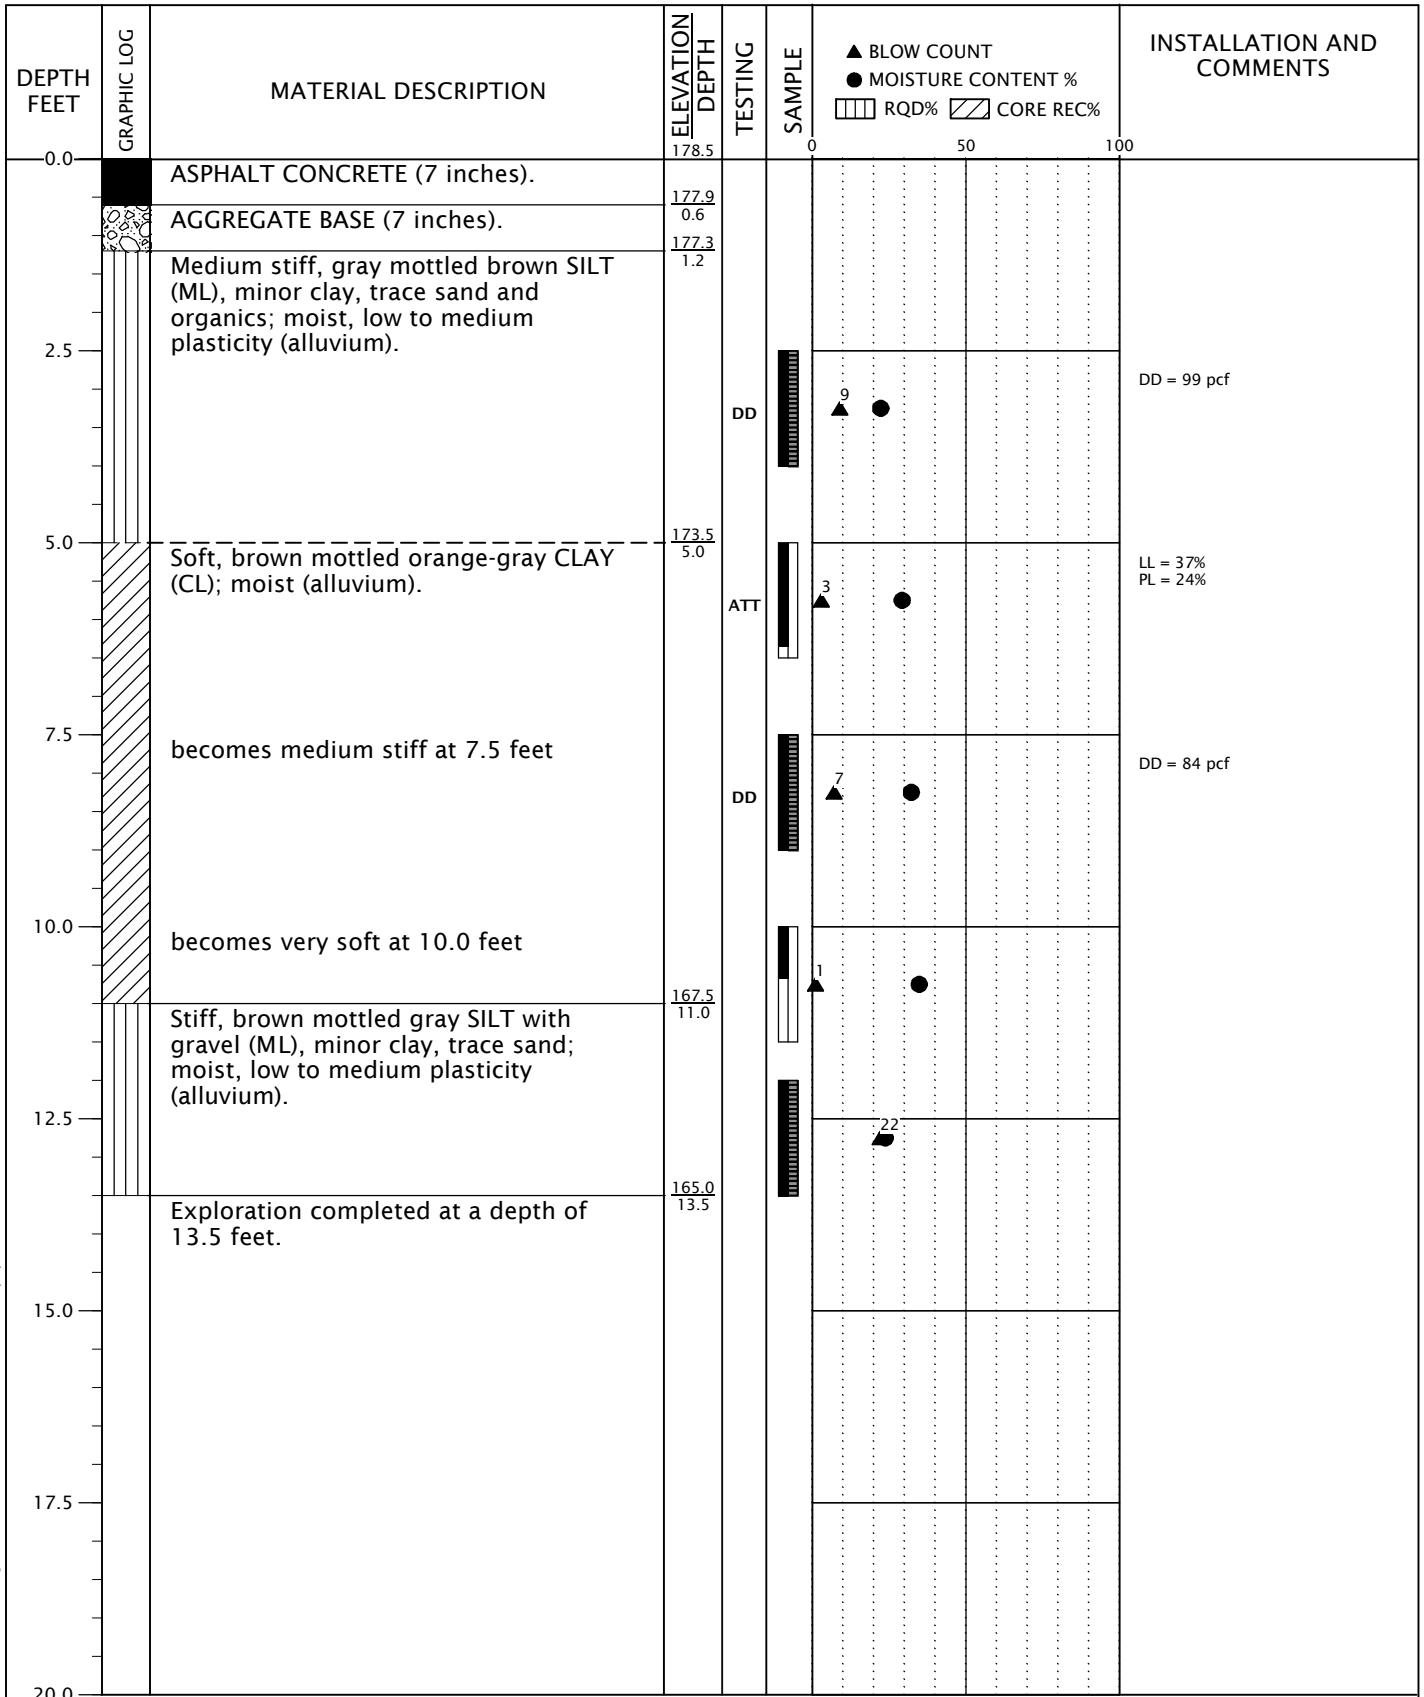 DEPTH
FEET
GRAPHIC LOG
MATERIAL DESCRIPTION
ELEVATION
DEPTH
TESTING
SAMPLE
▲ BLOW COUNT
● MOISTURE CONTENT %
RQD% CORE REC%
INSTALLATION AND
COMMENTS
0 50 100
178.5
0.0
ASPHALT CONCRETE (7 inches).
177.9
0.6
AGGREGATE BASE (7 inches).
177.3
1.2
Medium stiff, gray mottled brown SILT
(ML), minor clay, trace sand and
organics; moist, low to medium
plasticity (alluvium).
2.5
DD = 99 pcf
9
DD
5.0
173.5
5.0
Soft, brown mottled orange-gray CLAY
(CL); moist (alluvium).
LL = 37%
PL = 24%
3
ATT
7.5
becomes medium stiff at 7.5 feet
DD = 84 pcf
7
DD
10.0
becomes very soft at 10.0 feet
1
167.5
11.0
Stiff, brown mottled gray SILT with
gravel (ML), minor clay, trace sand;
moist, low to medium plasticity
(alluvium).
12.5
22
165.0
13.5
Exploration completed at a depth of
13.5 feet.
15.0
17.5
20.0